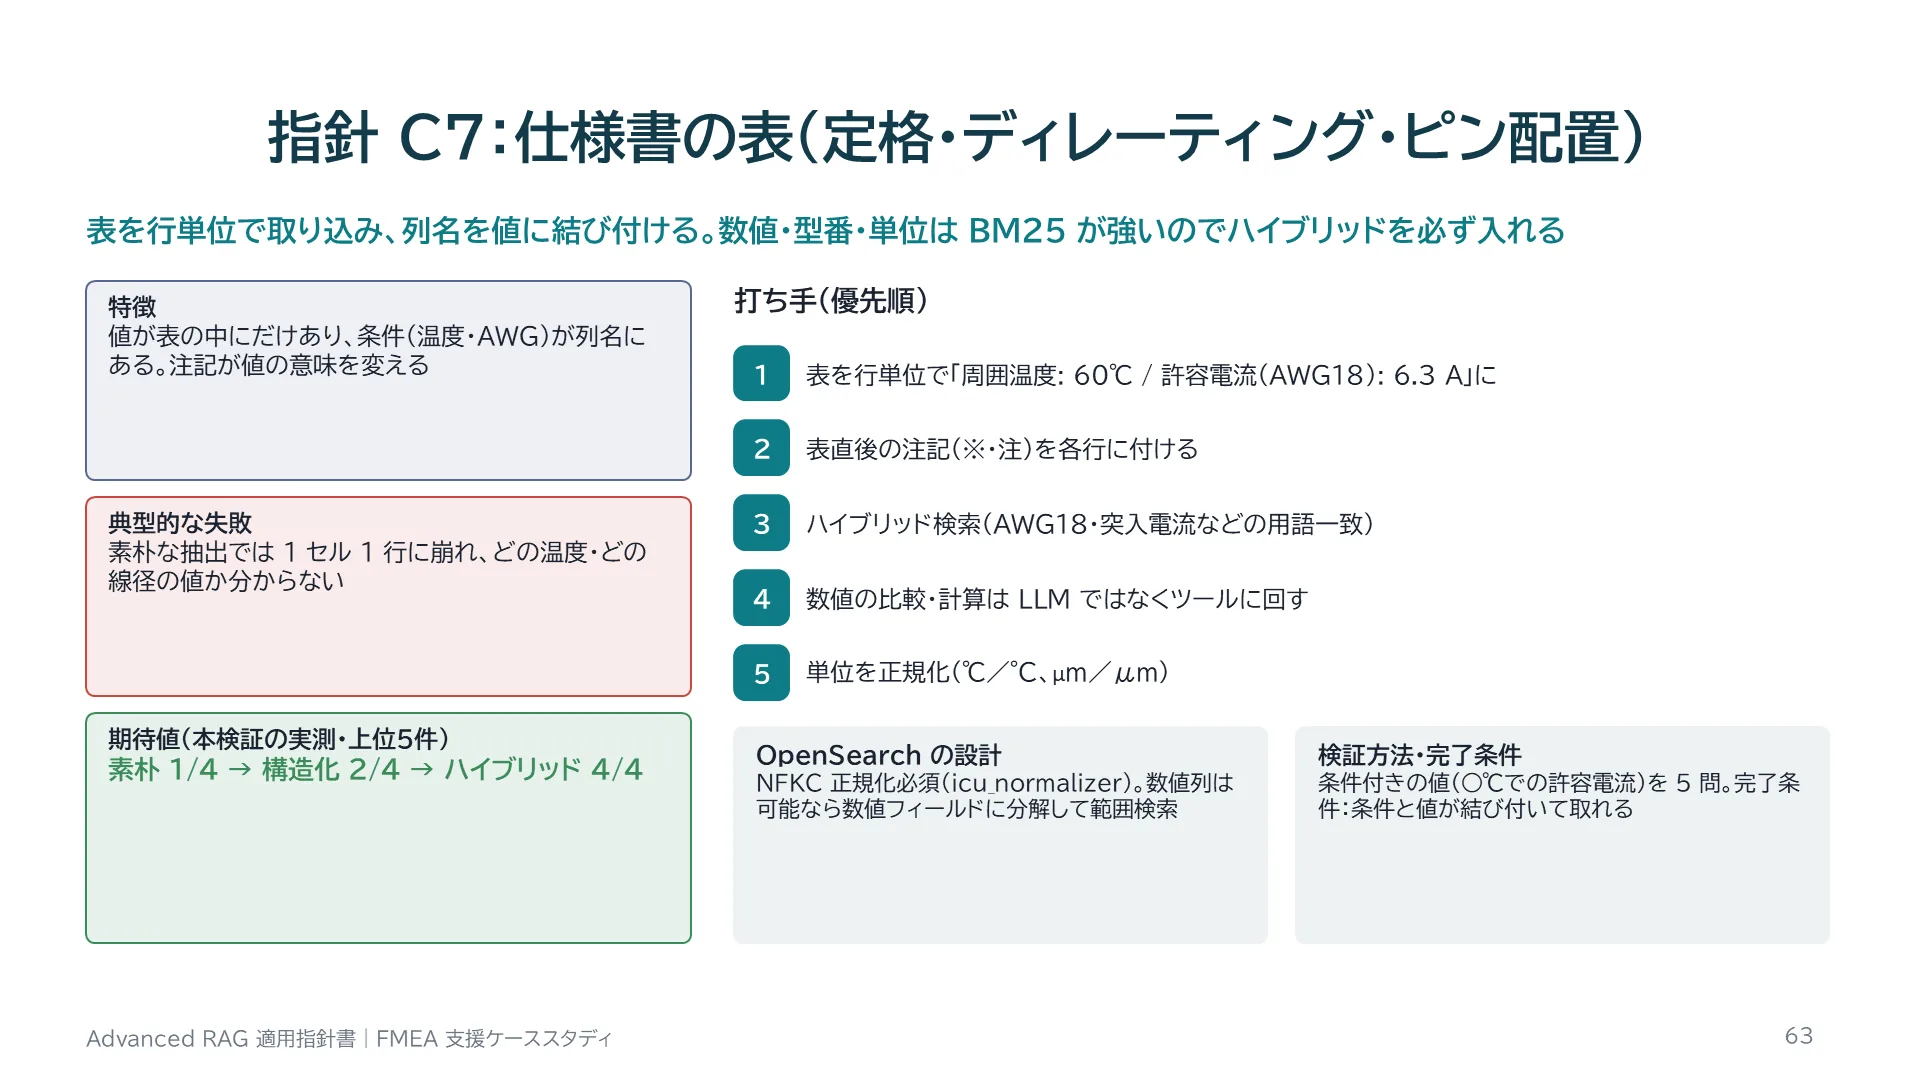 指針 C7：仕様書の表（定格・ディレーティング・ピン配置）
表を行単位で取り込み、列名を値に結び付ける。数値・型番・単位は BM25 が強いのでハイブリッドを必ず入れる
特徴
値が表の中にだけあり、条件（温度・AWG）が列名に
ある。注記が値の意味を変える
典型的な失敗
素朴な抽出では 1 セル 1 行に崩れ、どの温度・どの
線径の値か分からない
期待値（本検証の実測・上位5件）
素朴 1/4 → 構造化 2/4 → ハイブリッド 4/4
打ち手（優先順）
1 表を行単位で「周囲温度: 60℃ / 許容電流（AWG18）: 6.3 A」に
2 表直後の注記（※・注）を各行に付ける
3 ハイブリッド検索（AWG18・突入電流などの用語一致）
4 数値の比較・計算は LLM ではなくツールに回す
5 単位を正規化（℃／°C、µm／μm）
OpenSearch の設計
NFKC 正規化必須（icu_normalizer）。数値列は
可能なら数値フィールドに分解して範囲検索
検証方法・完了条件
条件付きの値（〇℃での許容電流）を 5 問。完了条
件：条件と値が結び付いて取れる
Advanced RAG 適用指針書｜FMEA 支援ケーススタディ
63